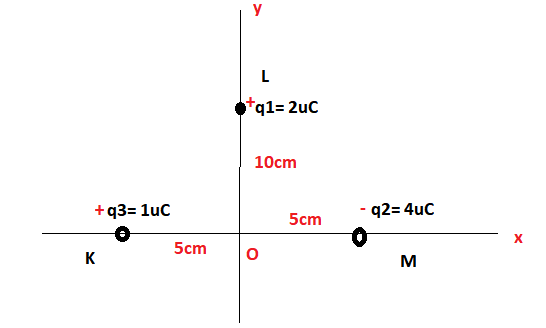 y
L
+ q1= 2uC
10cm
+ q3= 1uC
- q2= 4uC
5cm
x
5cm
O
K
M